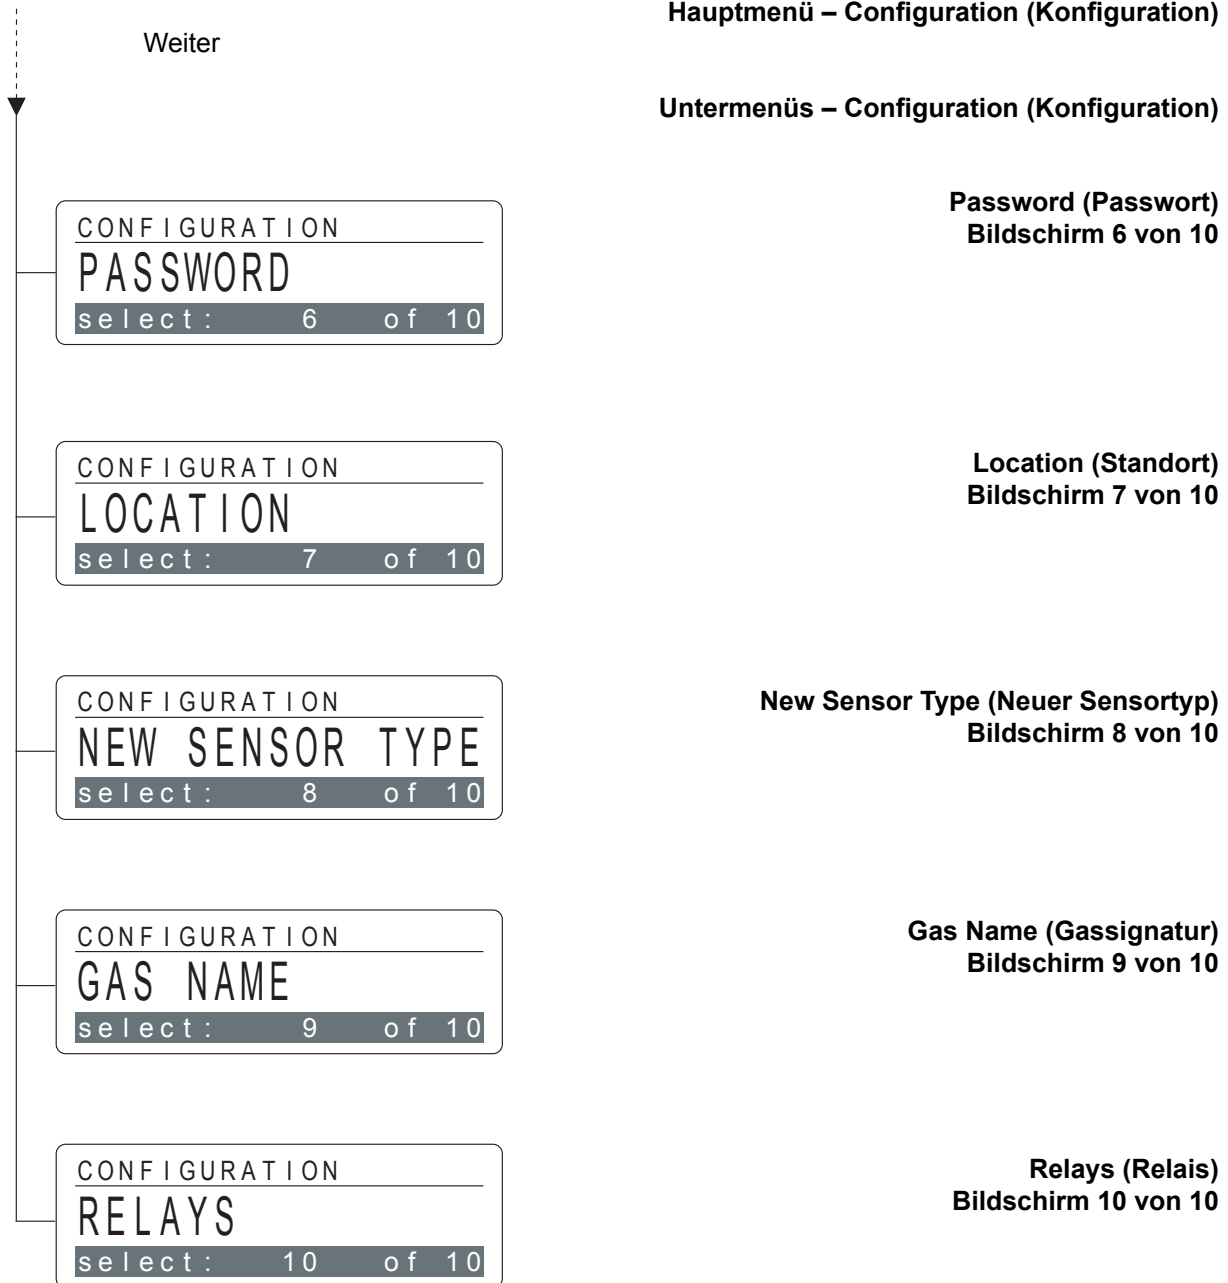 Hauptmenü – Configuration (Konfiguration)
Weiter
Untermenüs – Configuration (Konfiguration)
CONFIGURATION
PASSWORD
select: 6 of 10
Password (Passwort)
Bildschirm 6 von 10
CONFIGURATION
LOCATION
select: 7 of 10
Location (Standort)
Bildschirm 7 von 10
CONFIGURATION
NEW SENSOR TYPE
select: 8 of 10
New Sensor Type (Neuer Sensortyp)
Bildschirm 8 von 10
CONFIGURATION
GAS NAME
select: 9 of 10
Gas Name (Gassignatur)
Bildschirm 9 von 10
CONFIGURATION
RELAYS
select: 10 of 10
Relays (Relais)
Bildschirm 10 von 10